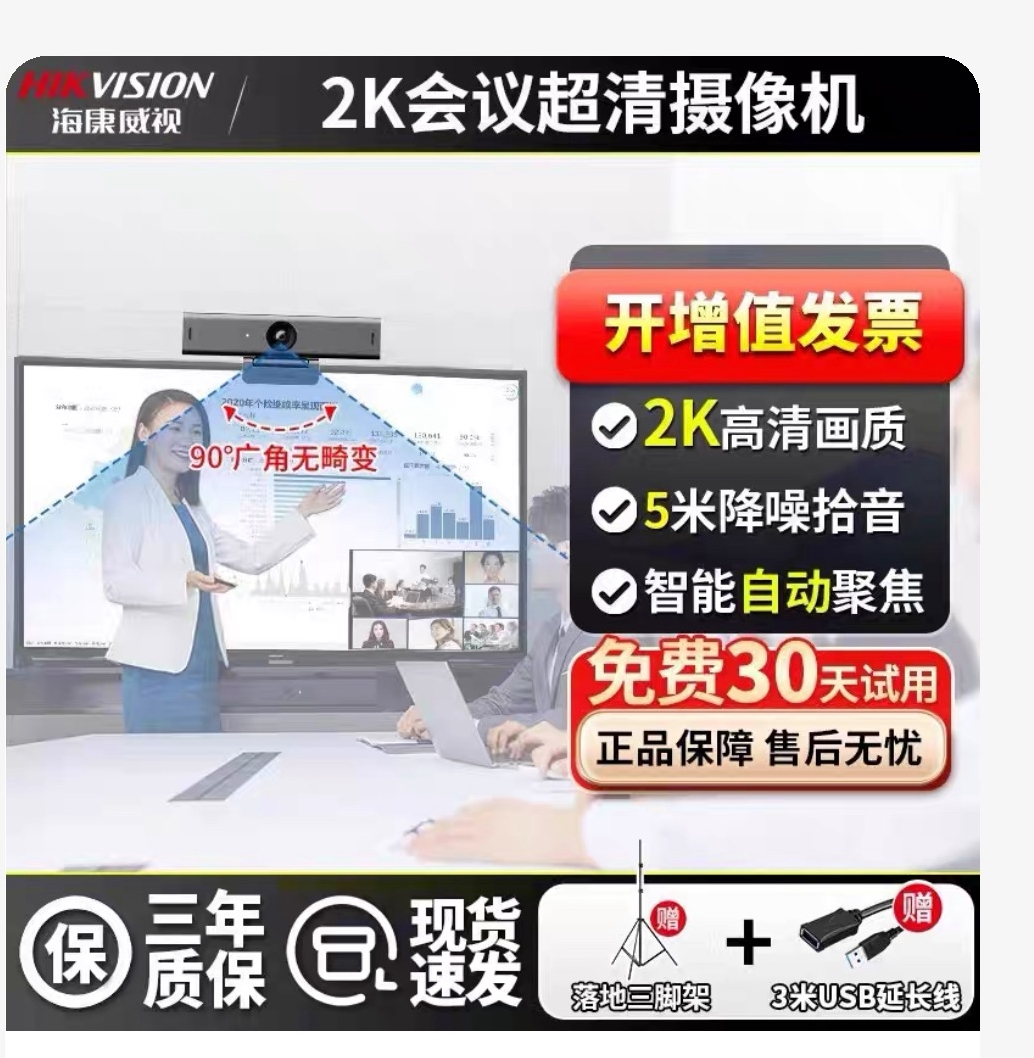 HIKVISION
海康威视
2K会议超清摄像机
开增值发票
2K高清画质
5米降噪拾音
智能自动聚焦
90°广角无畸变
免费30天试用
正品保障 售后无忧
保
三年
质保
现货
速发
赠
落地三脚架
+
赠
3米USB延长线